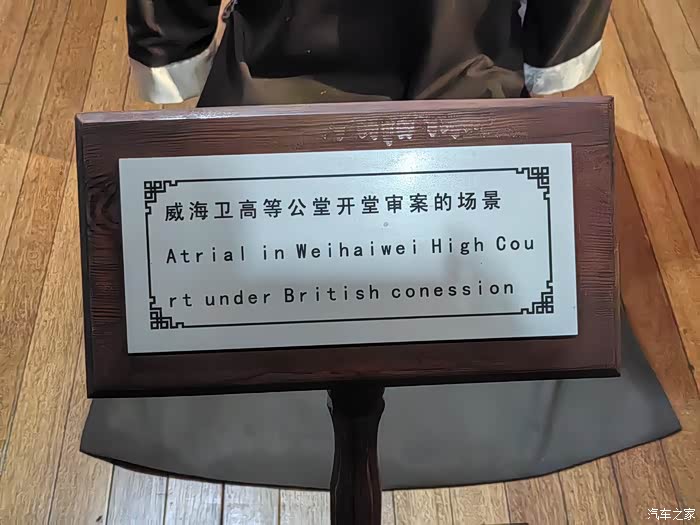 威海卫高等公堂开堂审案的场景
Atrial in Weihaiwei High Cou
rt under British conession
汽车之家